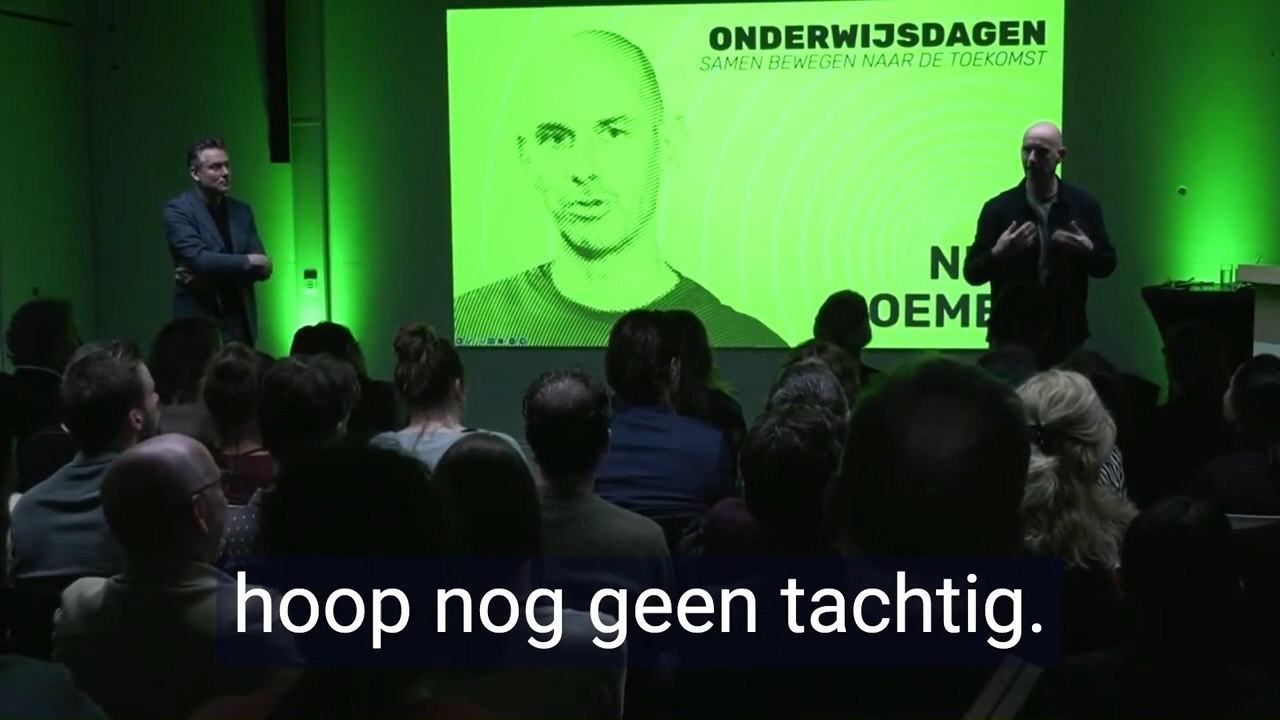 ONDERWIJSDAGEN
SAMEN BEWEGEN NAAR DE TOEKOMST
hoop nog geen tachtig.